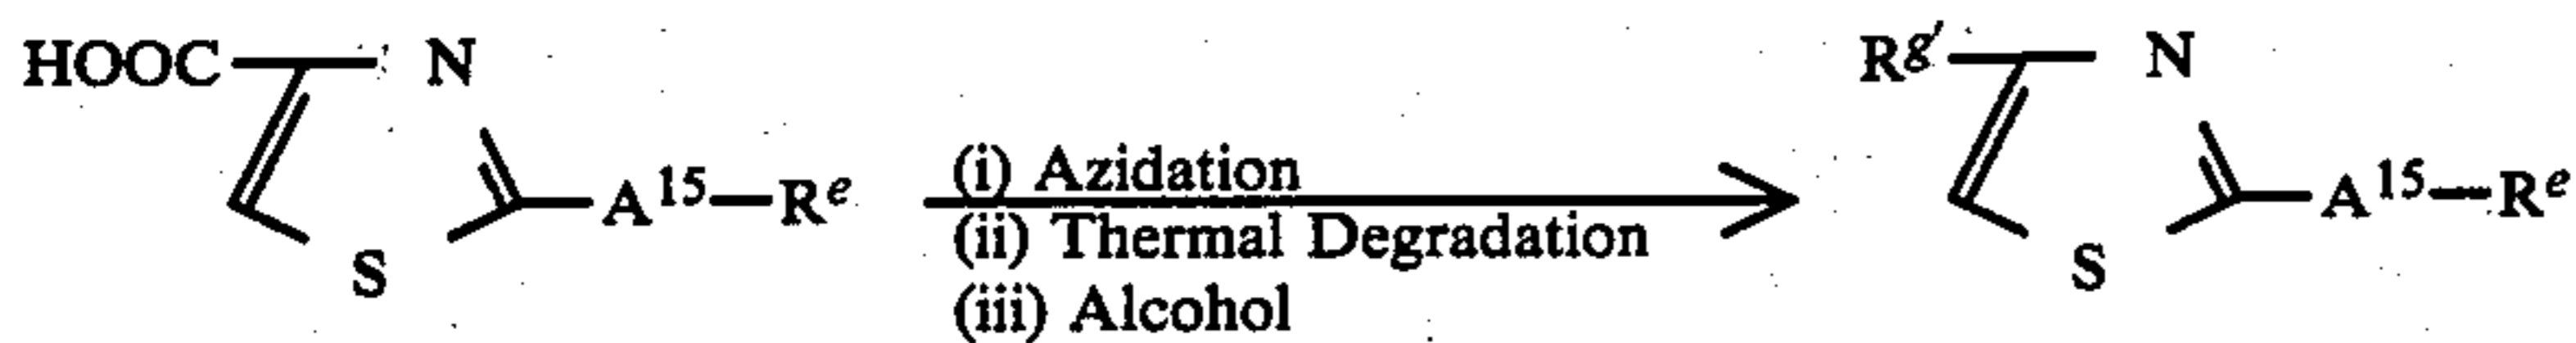 HOOC N A¹⁵—Rᵉ S
(i) Azidation
(ii) Thermal Degradation
(iii) Alcohol
Rᵍ′ N A¹⁵—Rᵉ S